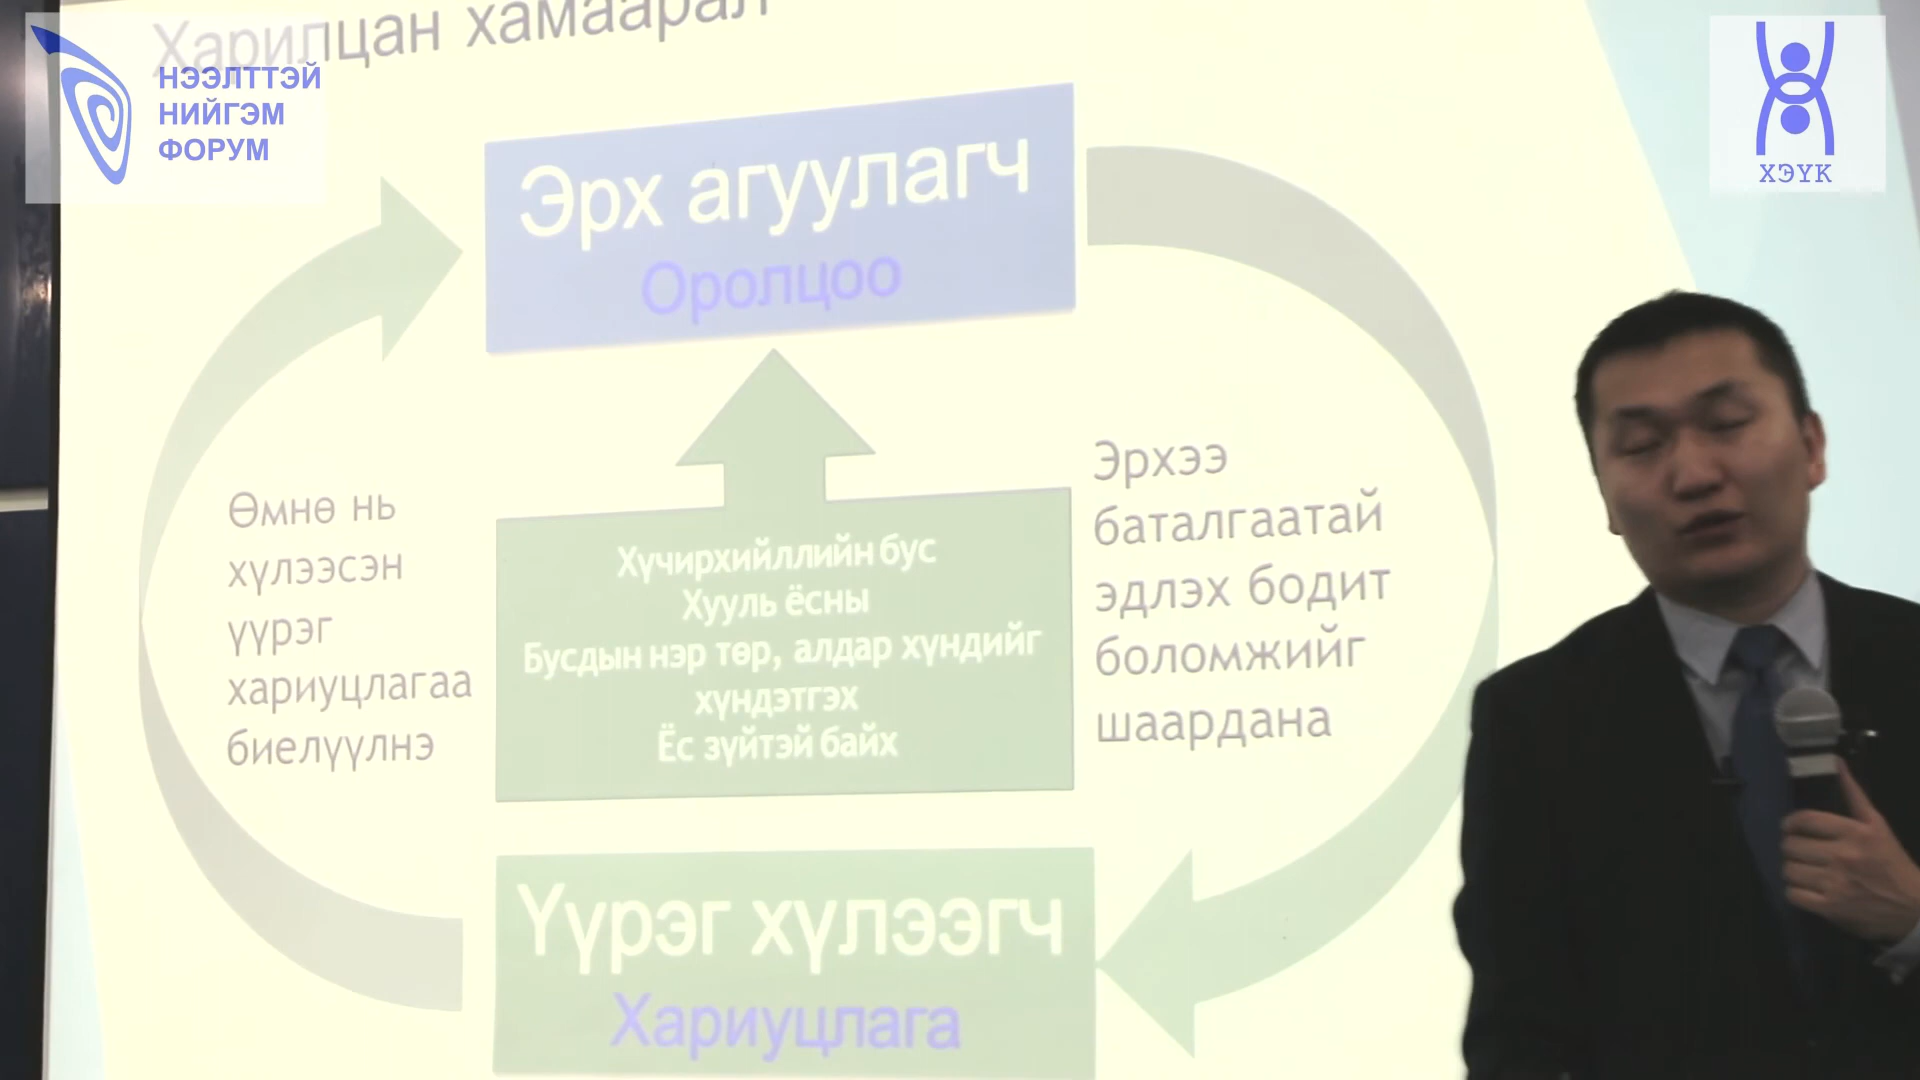 Харилцан хамаарал
НЭЭЛТТЭЙ
НИЙГЭМ
ФОРУМ
ХЭҮК
Эрх агуулагч
Оролцоо
Өмнө нь
хүлээсэн
үүрэг
хариуцлагаа
биелүүлнэ
Хүчирхийллийн бус
Хууль ёсны
Бусдын нэр төр, алдар хүндийг
хүндэтгэх
Ёс зүйтэй байх
Эрхээ
баталгаатай
эдлэх бодит
боломжийг
шаардана
Үүрэг хүлээгч
Хариуцлага